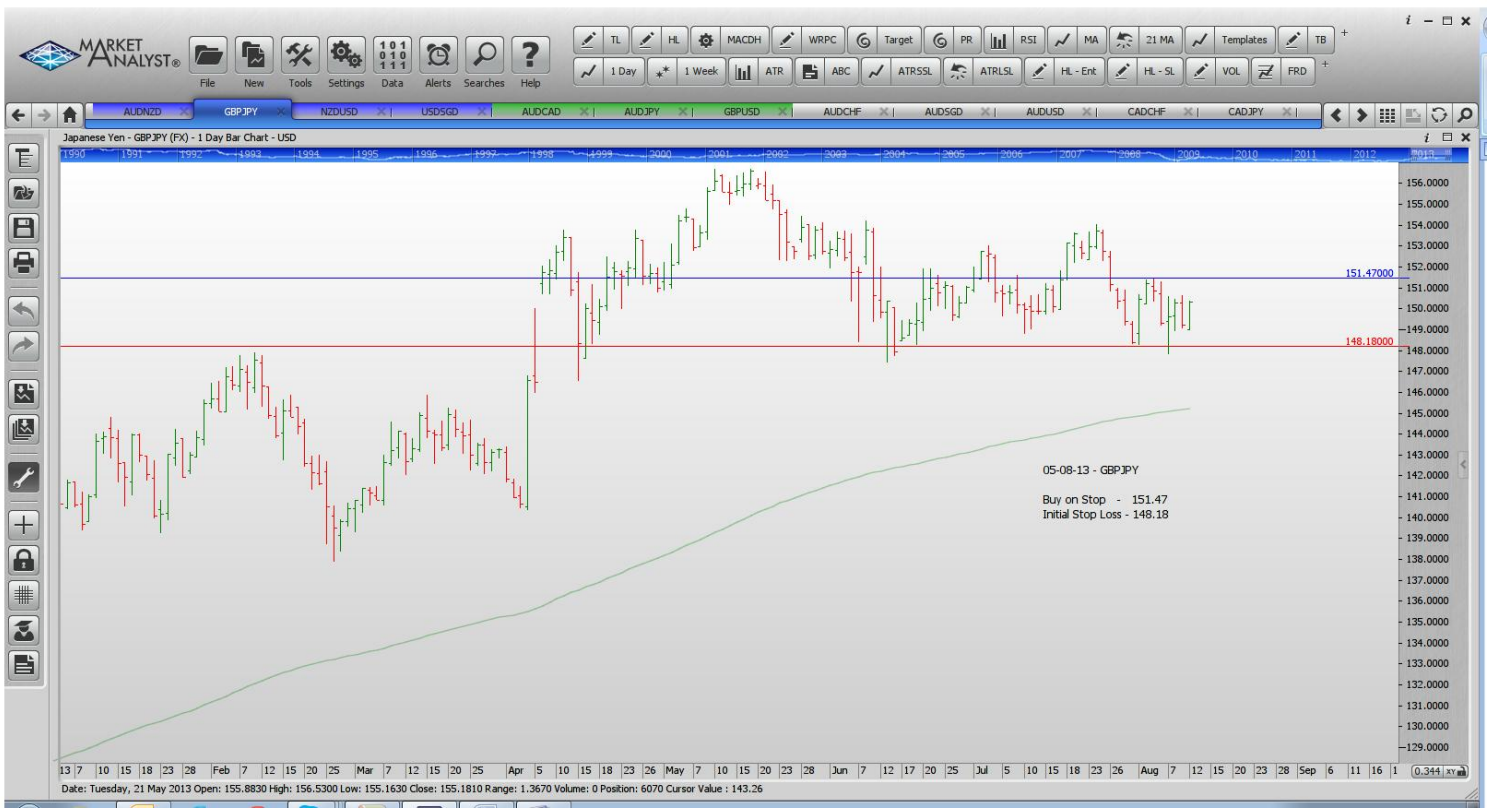 i
MARKET
ANALYST®
File New Tools Settings Data Alerts Searches Help
TL HL MACDH WRPC Target PR RSI MA 21 MA Templates TB +
1 Day 1 Week ATR ABC ATRSSL ATRLSL HL - Ent HL - SL VOL FRD +
AUDNZD GBPJPY NZDUSD USDSGD AUDCAD AUDJPY GBPUSD AUDCHF AUDSGD AUDUSD CADCHF CADJPY
Japanese Yen - GBPJPY (FX) - 1 Day Bar Chart - USD
i
1990 1991 1992 1993 1994 1995 1996 1997 1998 1999 2000 2001 2002 2003 2004 2005 2006 2007 2008 2009 2010 2011 2012 2013
156.0000
155.0000
154.0000
153.0000
152.0000
151.47000
151.0000
150.0000
149.0000
148.18000
148.0000
147.0000
146.0000
145.0000
144.0000
143.0000
142.0000
141.0000
140.0000
139.0000
138.0000
137.0000
136.0000
135.0000
134.0000
133.0000
132.0000
131.0000
130.0000
129.0000
05-08-13 - GBPJPY
Buy on Stop - 151.47
Initial Stop Loss - 148.18
13 7 10 15 18 23 28 Feb 7 12 15 20 25 Mar 7 12 15 20 25 Apr 5 10 15 18 23 26 May 7 10 15 20 23 28 Jun 7 12 17 20 25 Jul 5 10 15 18 23 26 Aug 7 12 15 20 23 28 Sep 6 11 16 1
0.344 XY
Date: Tuesday, 21 May 2013 Open: 155.8830 High: 156.5300 Low: 155.1630 Close: 155.1810 Range: 1.3670 Volume: 0 Position: 6070 Cursor Value : 143.26